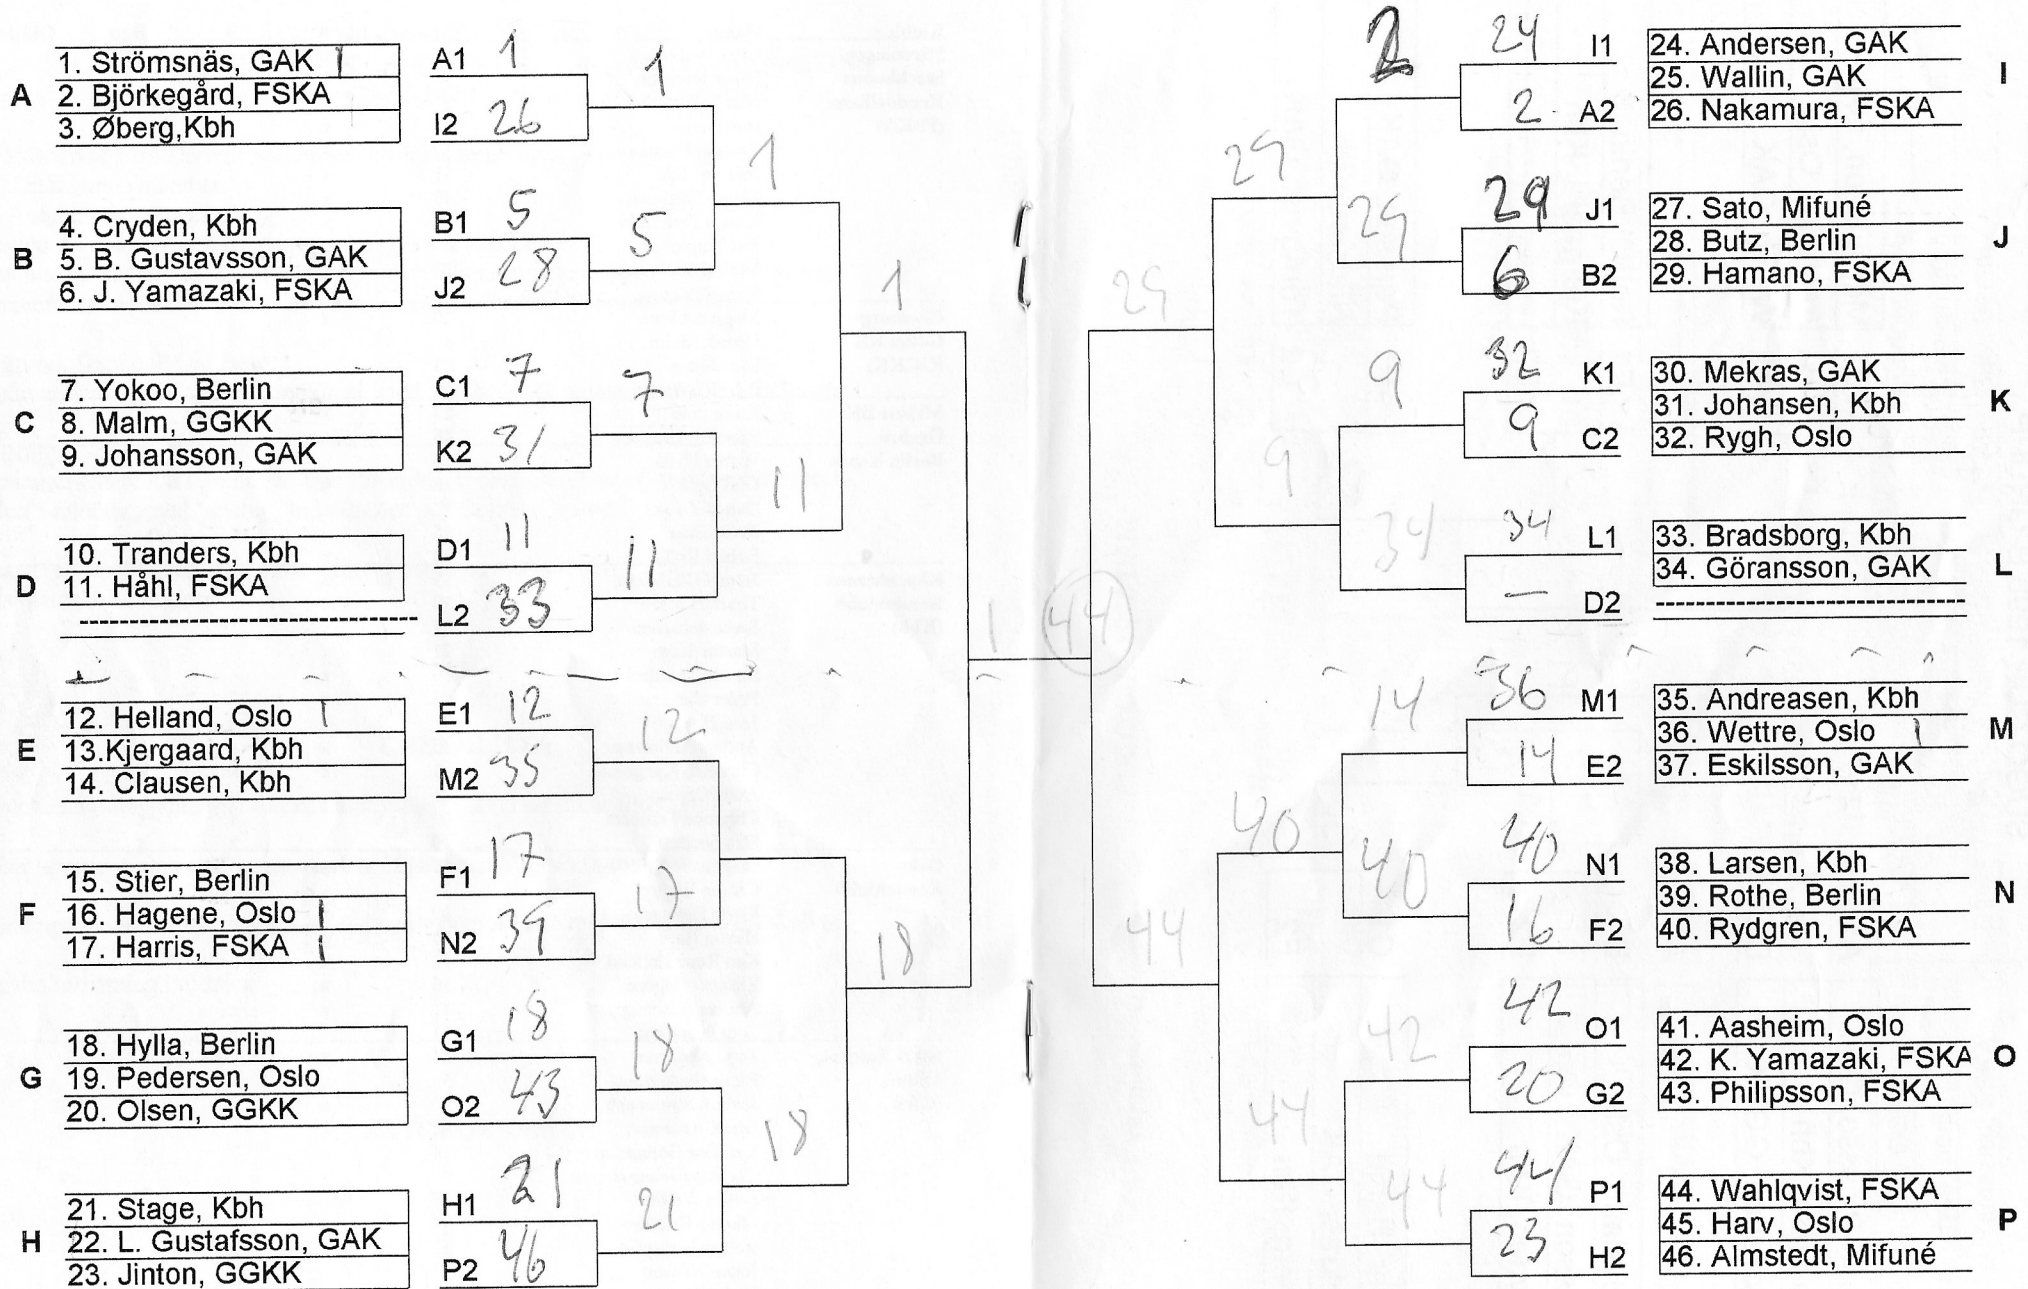 A
1. Strömsnäs, GAK |
2. Björkegård, FSKA
3. Øberg,Kbh
B
4. Cryden, Kbh
5. B. Gustavsson, GAK
6. J. Yamazaki, FSKA
C
7. Yokoo, Berlin
8. Malm, GGKK
9. Johansson, GAK
D
10. Tranders, Kbh
11. Håhl, FSKA
--------------------------------
E
12. Helland, Oslo |
13.Kjergaard, Kbh
14. Clausen, Kbh
F
15. Stier, Berlin
16. Hagene, Oslo |
17. Harris, FSKA |
G
18. Hylla, Berlin
19. Pedersen, Oslo
20. Olsen, GGKK
H
21. Stage, Kbh
22. L. Gustafsson, GAK
23. Jinton, GGKK
A1 1
I2 26
B1 5
J2 28
C1 7
K2 31
D1 11
L2 33
E1 12
M2 35
F1 17
N2 39
G1 18
O2 43
H1 21
P2 46
1
5
7
11
12
17
18
21
1
11
18
1
18
1
44
29
44
29
9
40
44
2
29
9
34
14
40
42
44
24 I1
2 A2
29 J1
6 B2
32 K1
9 C2
34 L1
— D2
36 M1
14 E2
40 N1
16 F2
42 O1
20 G2
44 P1
23 H2
24. Andersen, GAK
25. Wallin, GAK
26. Nakamura, FSKA
I
27. Sato, Mifuné
28. Butz, Berlin
29. Hamano, FSKA
J
30. Mekras, GAK
31. Johansen, Kbh
32. Rygh, Oslo
K
33. Bradsborg, Kbh
34. Göransson, GAK
--------------------------------
L
35. Andreasen, Kbh
36. Wettre, Oslo |
37. Eskilsson, GAK
M
38. Larsen, Kbh
39. Rothe, Berlin
40. Rydgren, FSKA
N
41. Aasheim, Oslo
42. K. Yamazaki, FSKA
43. Philipsson, FSKA
O
44. Wahlqvist, FSKA
45. Harv, Oslo
46. Almstedt, Mifuné
P